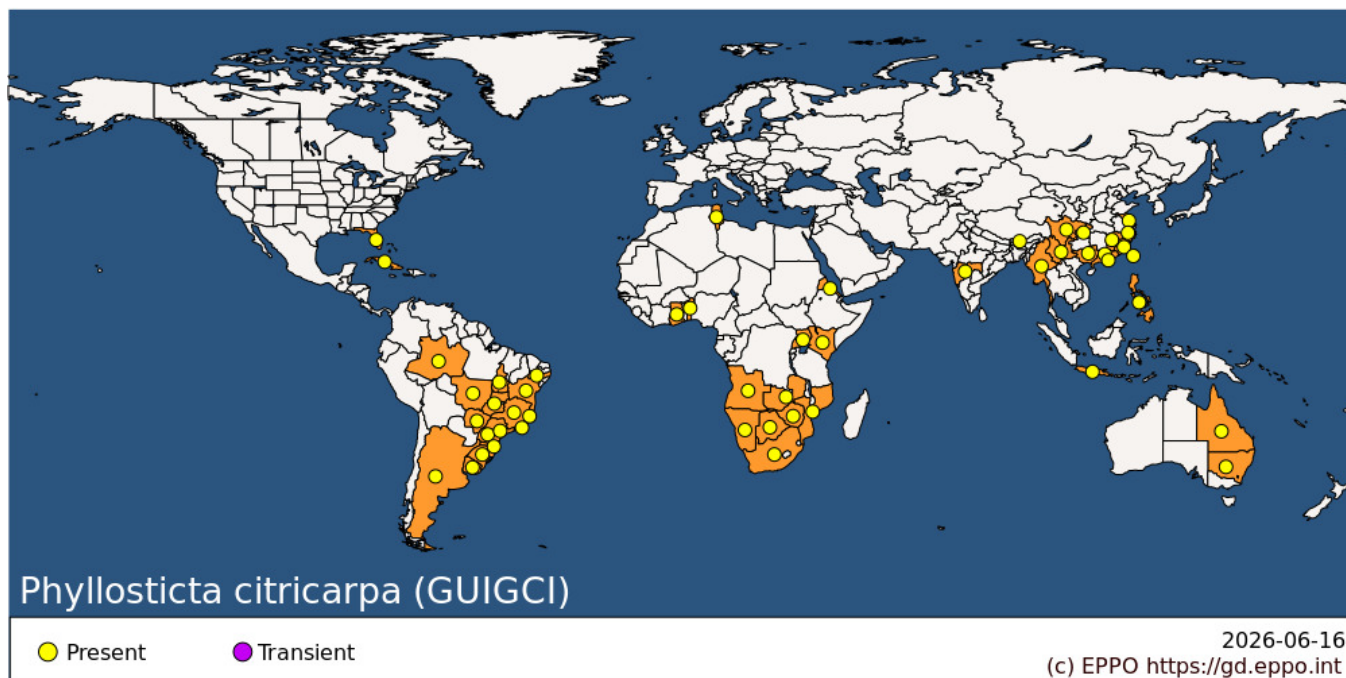 Phyllosticta citricarpa (GUIGCI)
Present
Transient
2026-06-16
(c) EPPO https://gd.eppo.int